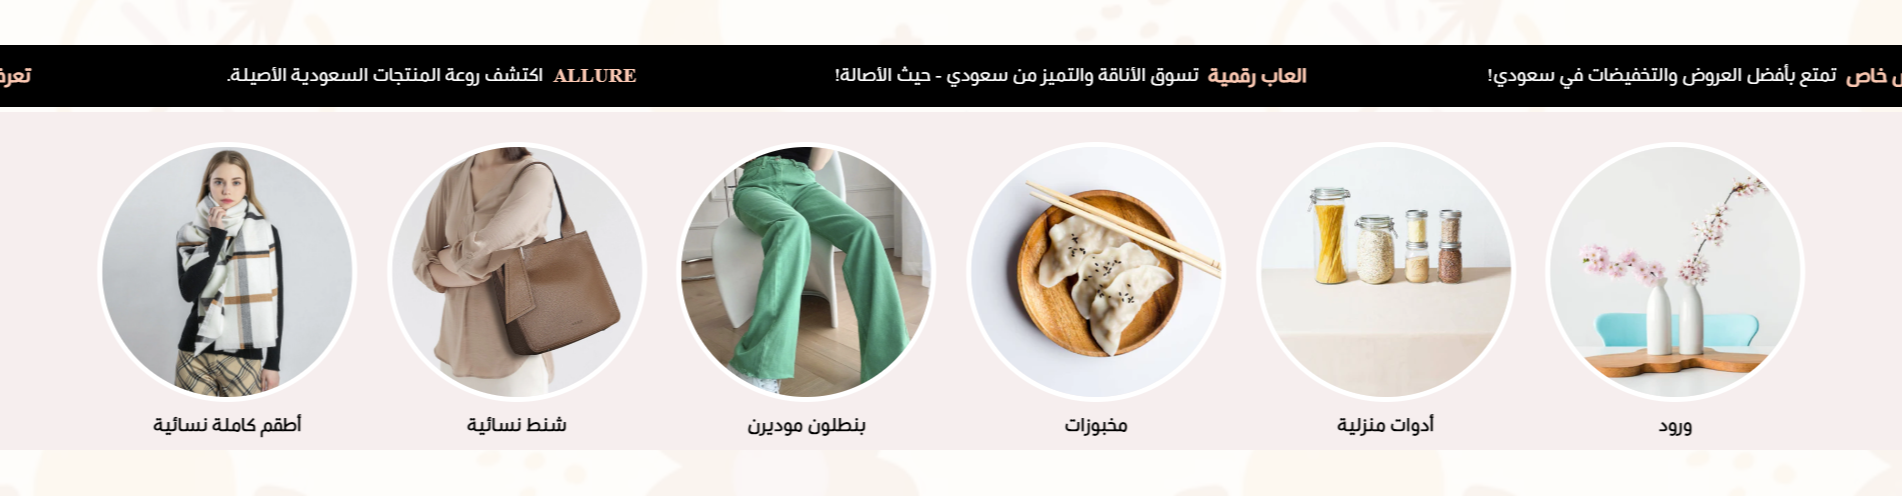 خاص تمتع بأفضل العروض والتخفيضات في سعودي! العاب رقمية تسوق الأناقة والتميز من سعودي - حيث الأصالة! ALLURE اكتشف روعة المنتجات السعودية الأصيلة. تعرف
ورود
أدوات منزلية
مخبوزات
بنطلون موديرن
شنط نسائية
أطقم كاملة نسائية